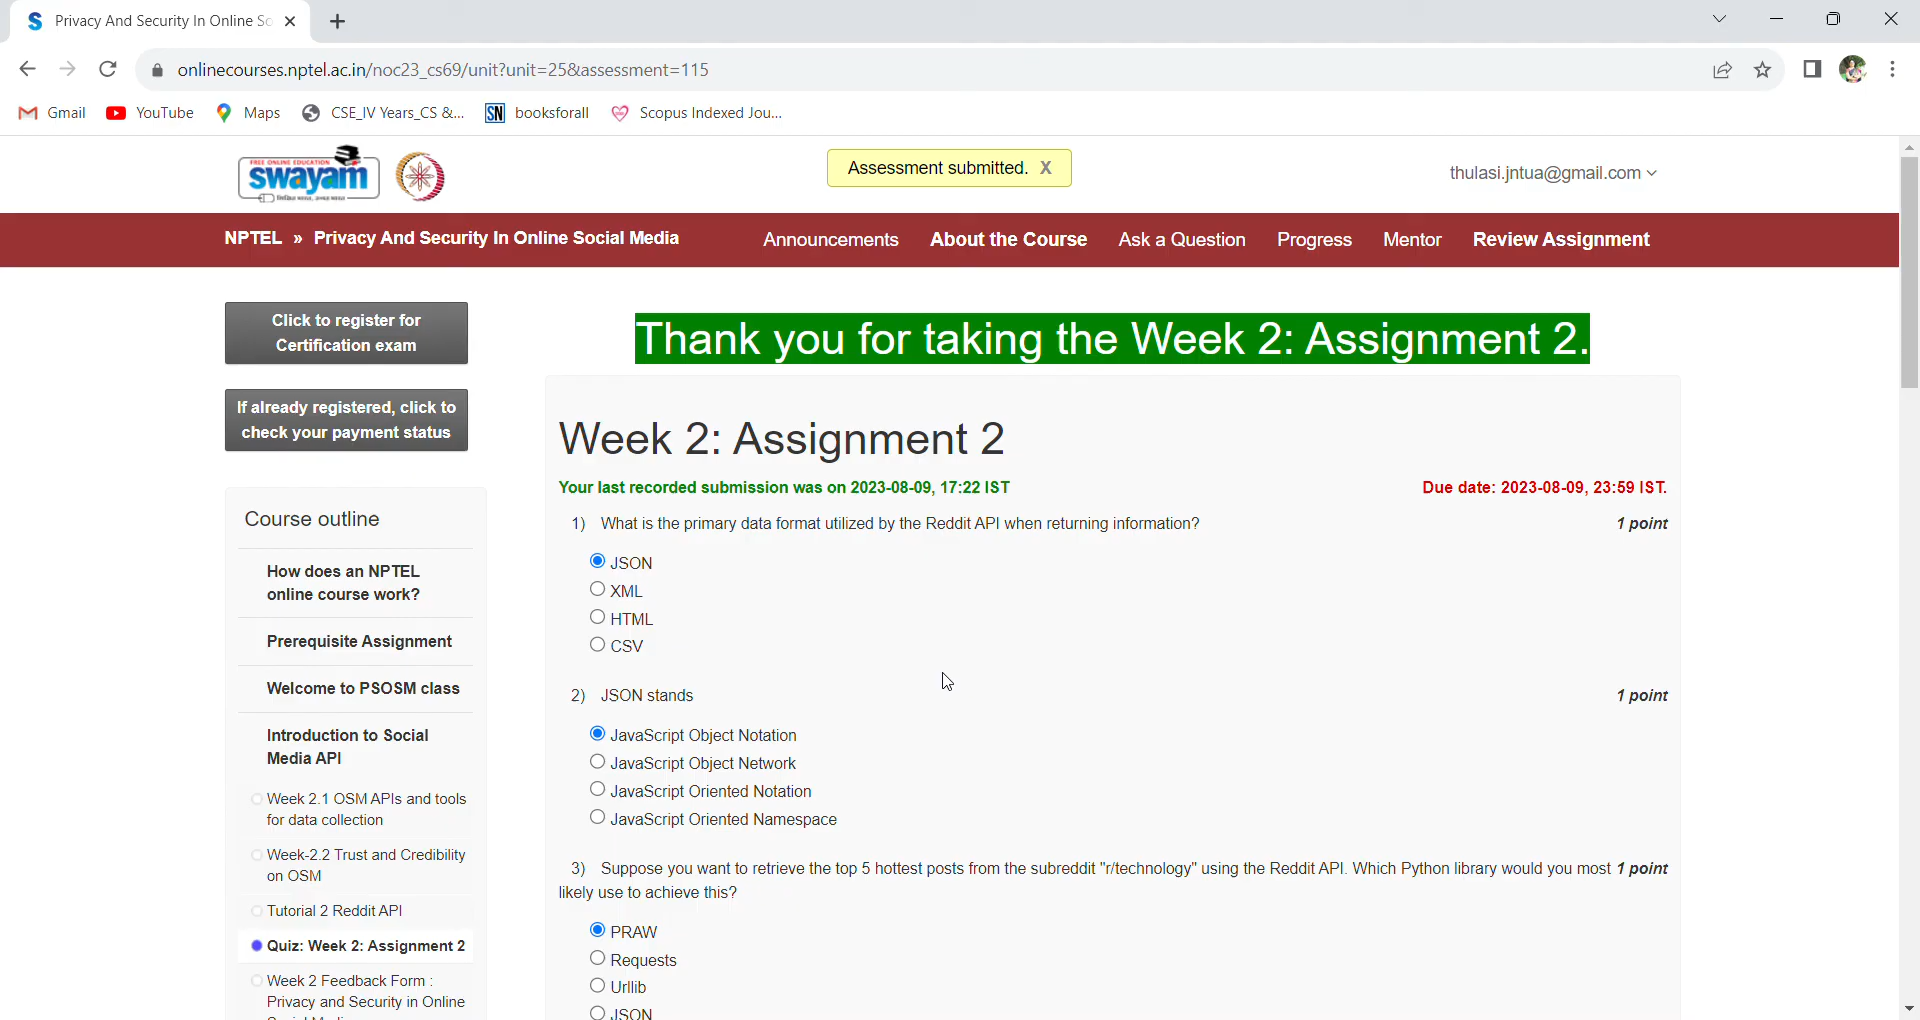 Privacy And Security In Online So
onlinecourses.nptel.ac.in/noc23_cs69/unit?unit=25&assessment=115
Gmail YouTube Maps CSE_IV Years_CS &... SN booksforall Scopus Indexed Jou...
FREE ONLINE EDUCATION
swayam
Assessment submitted. X
thulasi.jntua@gmail.com
NPTEL » Privacy And Security In Online Social Media Announcements About the Course Ask a Question Progress Mentor Review Assignment
Click to register for
Certification exam
If already registered, click to
check your payment status
Course outline
How does an NPTEL
online course work?
Prerequisite Assignment
Welcome to PSOSM class
Introduction to Social
Media API
Week 2.1 OSM APIs and tools
for data collection
Week-2.2 Trust and Credibility
on OSM
Tutorial 2 Reddit API
Quiz: Week 2: Assignment 2
Week 2 Feedback Form :
Privacy and Security in Online
Thank you for taking the Week 2: Assignment 2.
Week 2: Assignment 2
Your last recorded submission was on 2023-08-09, 17:22 IST Due date: 2023-08-09, 23:59 IST.
1) What is the primary data format utilized by the Reddit API when returning information? 1 point
JSON
XML
HTML
CSV
2) JSON stands 1 point
JavaScript Object Notation
JavaScript Object Network
JavaScript Oriented Notation
JavaScript Oriented Namespace
3) Suppose you want to retrieve the top 5 hottest posts from the subreddit "r/technology" using the Reddit API. Which Python library would you most 1 point
likely use to achieve this?
PRAW
Requests
Urllib
JSON